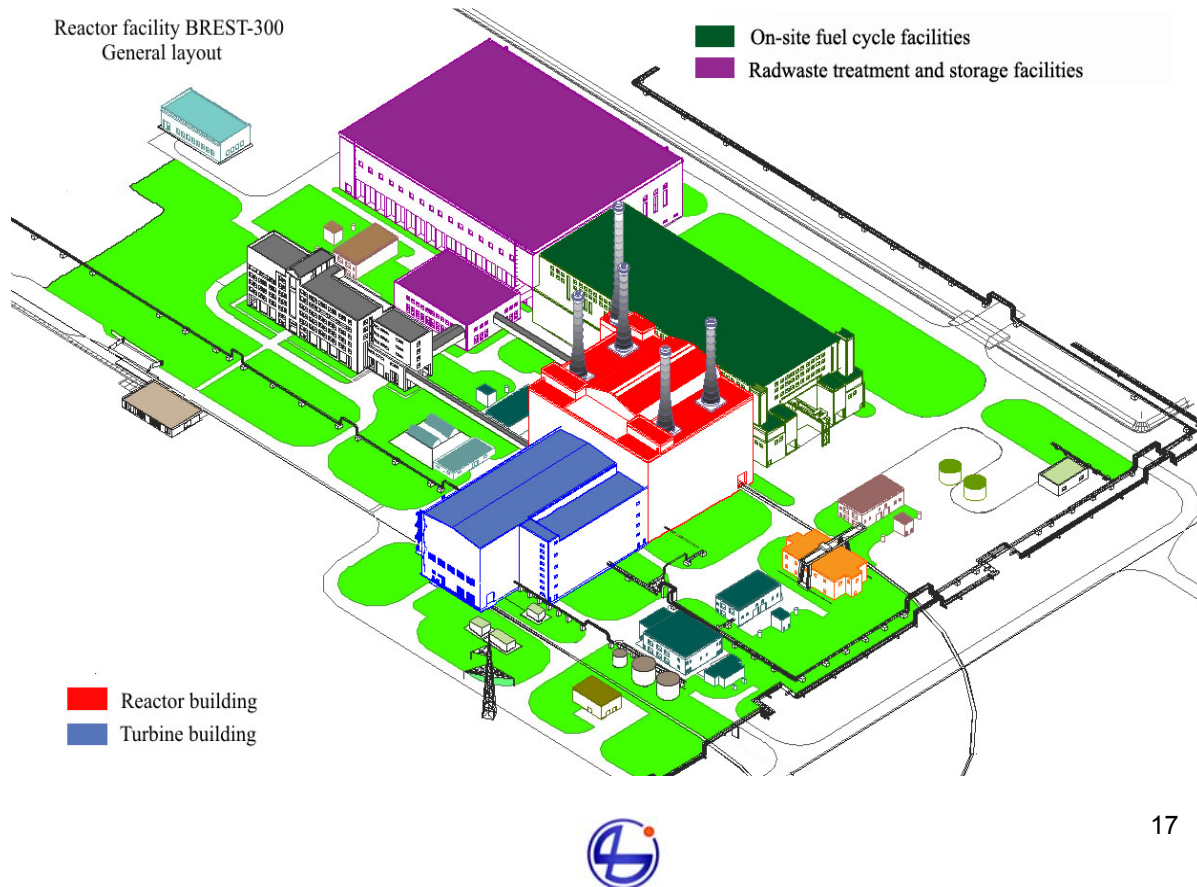 Reactor facility BREST-300
General layout
On-site fuel cycle facilities
Radwaste treatment and storage facilities
Reactor building
Turbine building
17